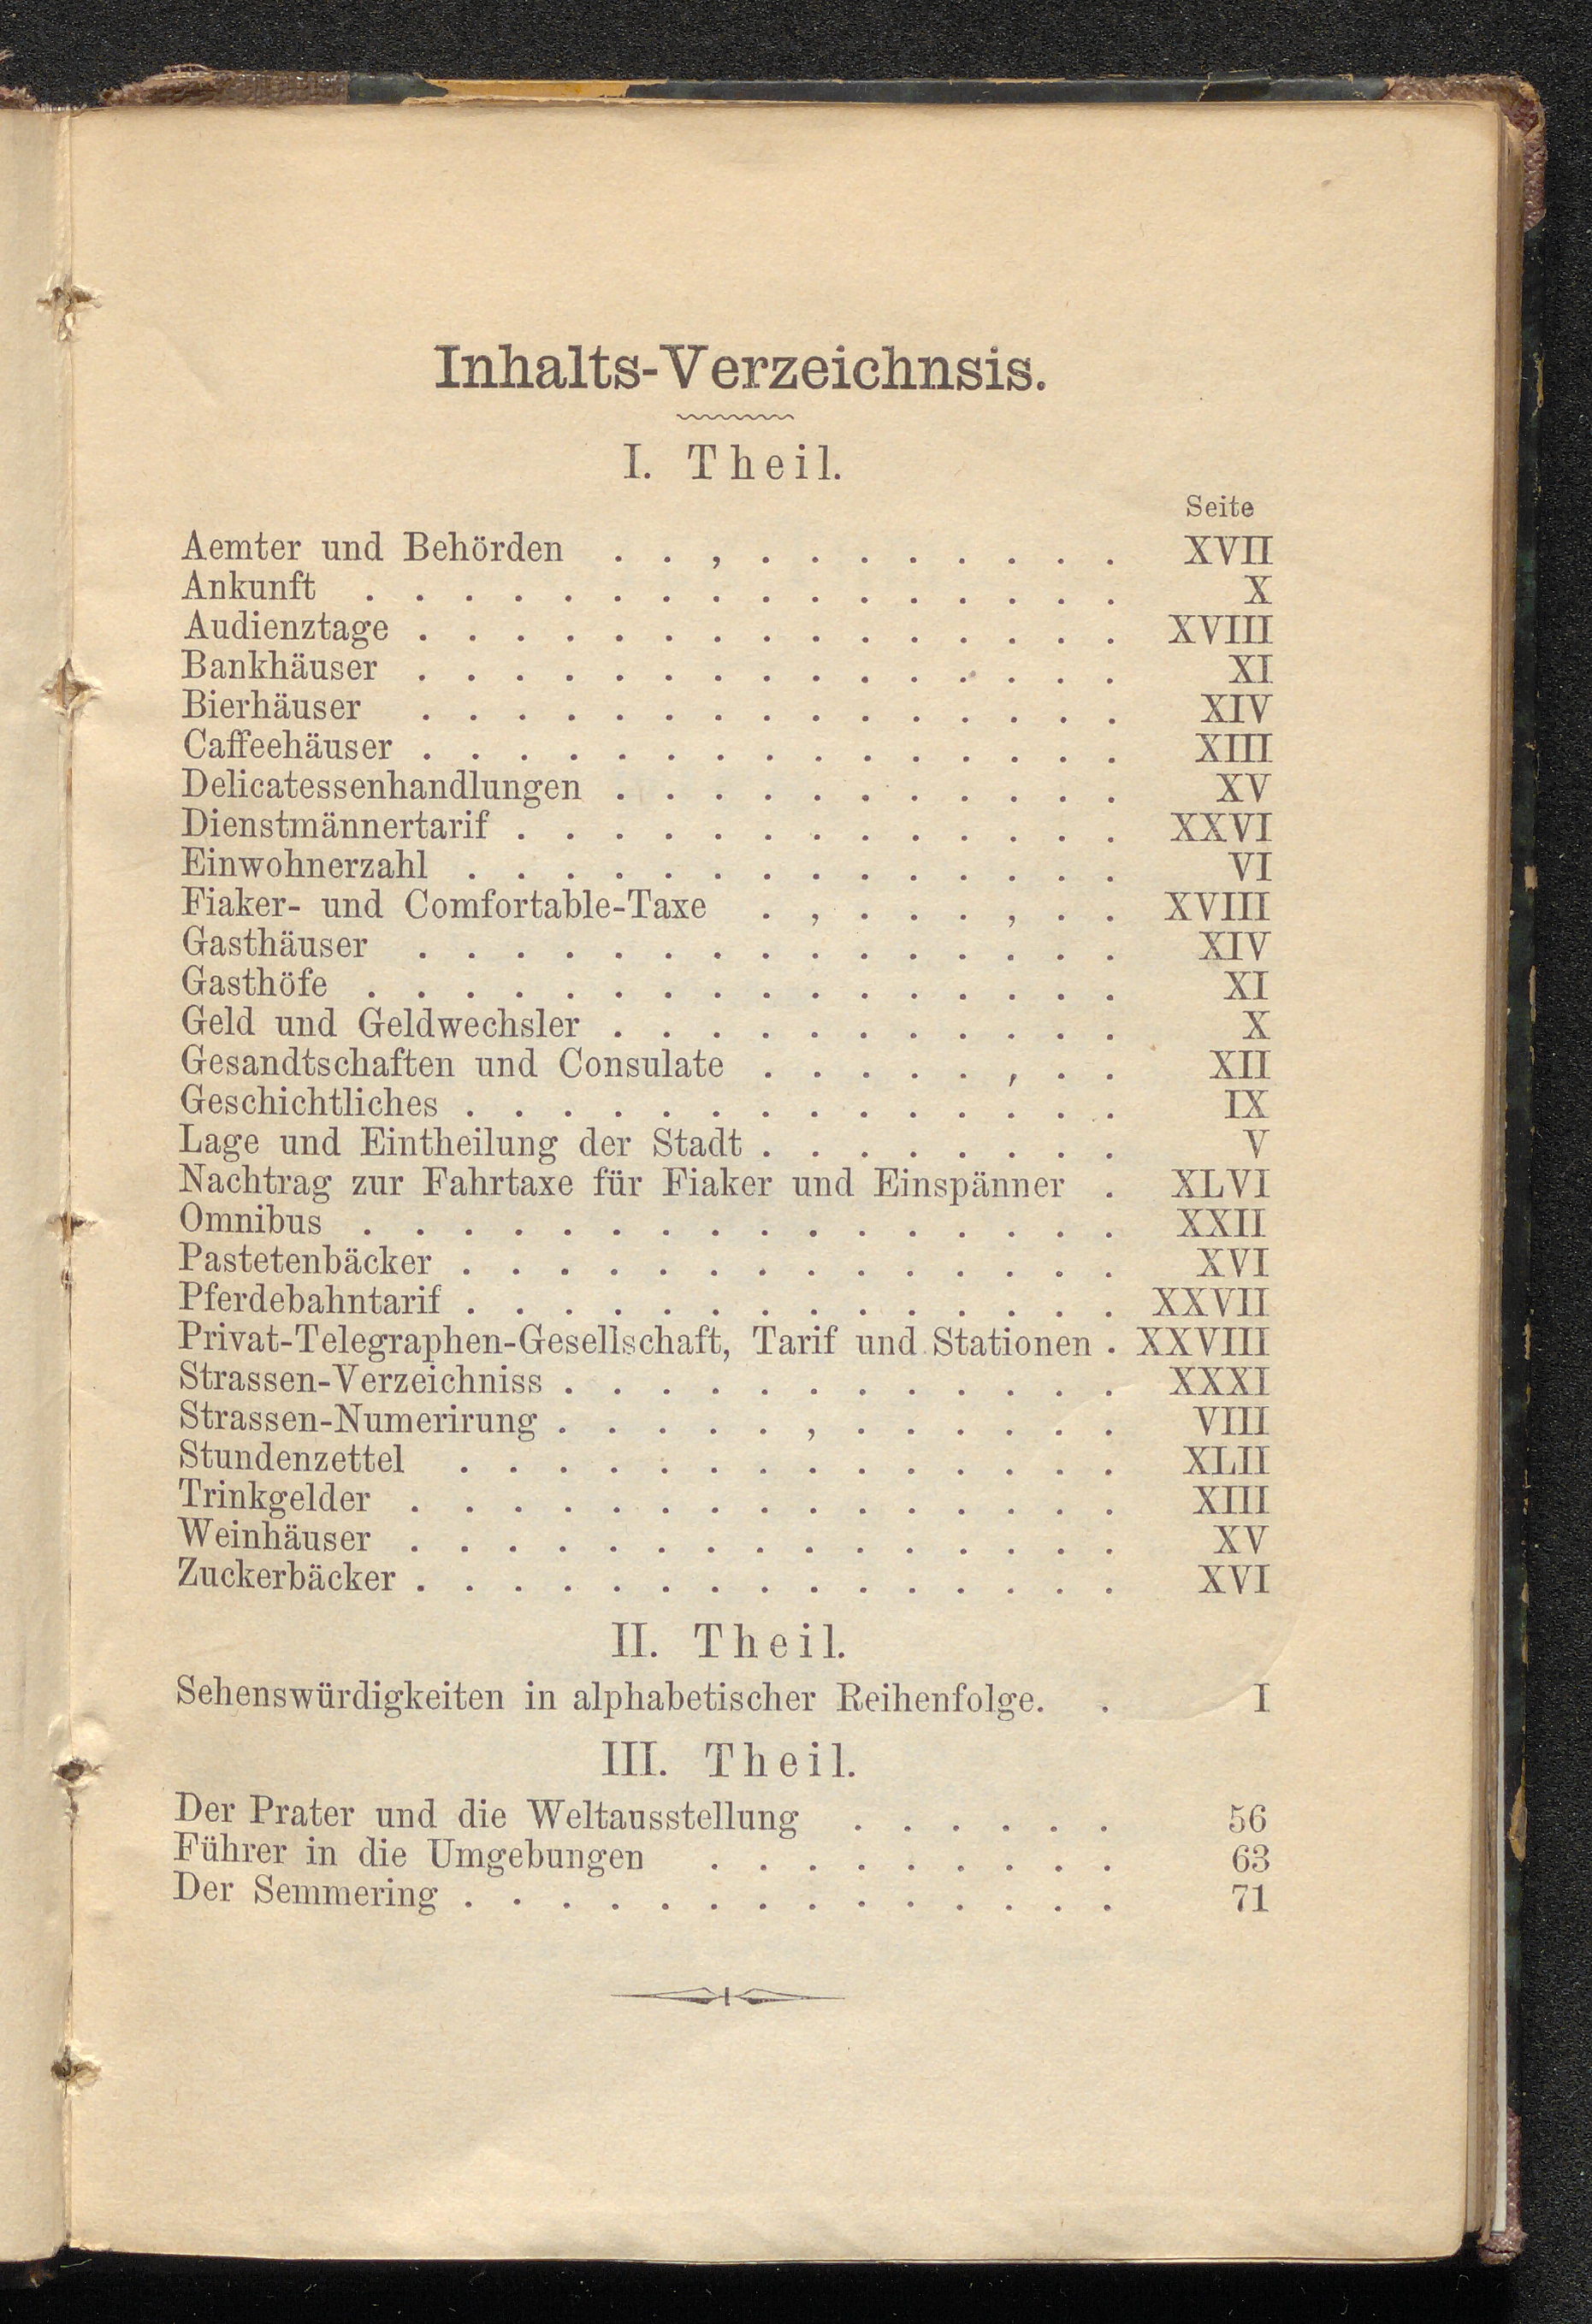 Inhalts-Verzeichnsis.
I. Theil.
Seite
Aemter und Behörden . . , . . . . . . . . XVII
Ankunft . . . . . . . . . . . . . . . . X
Audienztage . . . . . . . . . . . . . . . XVIII
Bankhäuser . . . . . . . . . . . . . . . XI
Bierhäuser . . . . . . . . . . . . . . . XIV
Caffeehäuser . . . . . . . . . . . . . . . XIII
Delicatessenhandlungen . . . . . . . . . . . XV
Dienstmännertarif . . . . . . . . . . . . . XXVI
Einwohnerzahl . . . . . . . . . . . . . . VI
Fiaker- und Comfortable-Taxe . , . . . , . . XVIII
Gasthäuser . . . . . . . . . . . . . . . XIV
Gasthöfe . . . . . . . . . . . . . . . . XI
Geld und Geldwechsler . . . . . . . . . . . X
Gesandtschaften und Consulate . . . . . , . . XII
Geschichtliches . . . . . . . . . . . . . . IX
Lage und Eintheilung der Stadt . . . . . . . . V
Nachtrag zur Fahrtaxe für Fiaker und Einspänner . XLVI
Omnibus . . . . . . . . . . . . . . . . XXII
Pastetenbäcker . . . . . . . . . . . . . . XVI
Pferdebahntarif . . . . . . . . . . . . . . XXVII
Privat-Telegraphen-Gesellschaft, Tarif und Stationen . XXVIII
Strassen-Verzeichniss . . . . . . . . . . . . XXXI
Strassen-Numerirung . . . . . , . . . . . . VIII
Stundenzettel . . . . . . . . . . . . . . XLII
Trinkgelder . . . . . . . . . . . . . . . XIII
Weinhäuser . . . . . . . . . . . . . . . XV
Zuckerbäcker . . . . . . . . . . . . . . . XVI
II. Theil.
Sehenswürdigkeiten in alphabetischer Reihenfolge. . I
III. Theil.
Der Prater und die Weltausstellung . . . . . . 56
Führer in die Umgebungen . . . . . . . . . 63
Der Semmering . . . . . . . . . . . . . . 71